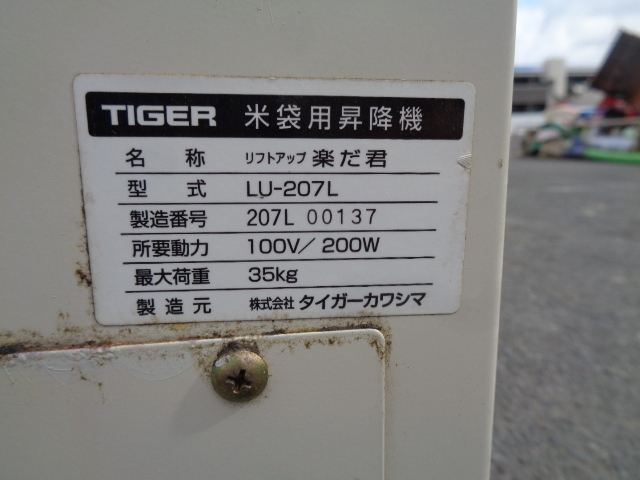 TIGER 米袋用昇降機
名称 リフトアップ 楽だ君
型式 LU-207L
製造番号 207L 00137
所要動力 100V/200W
最大荷重 35kg
製造元 株式会社 タイガーカワシマ